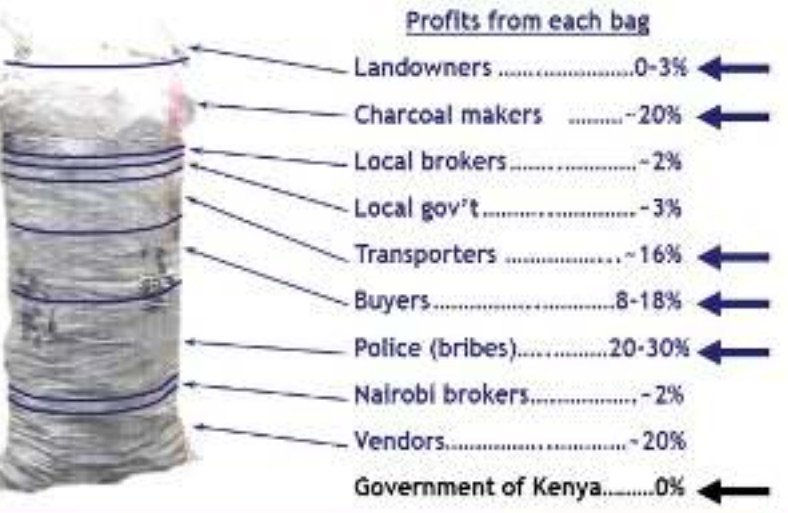 Profits from each bag
Landowners ........................0-3%
Charcoal makers .........~20%
Local brokers......................~2%
Local gov't...........................~3%
Transporters .....................~16%
Buyers................................8-18%
Police (bribes)................20-30%
Nairobi brokers...................~2%
Vendors...............................~20%
Government of Kenya.........0%